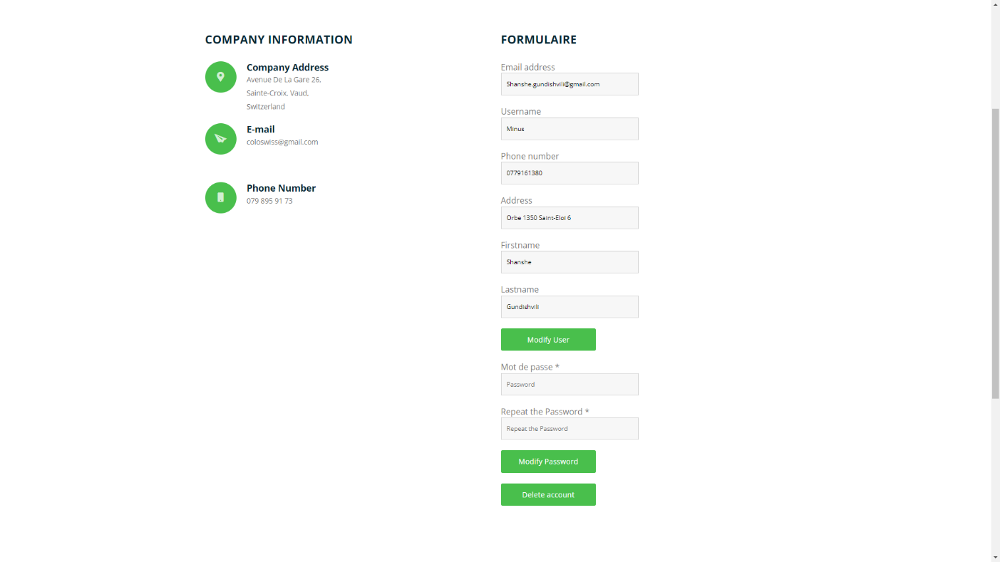 COMPANY INFORMATION
Company Address
Avenue De La Gare 26,
Sainte-Croix, Vaud,
Switzerland
E-mail
coloswiss@gmail.com
Phone Number
079 895 91 73
FORMULAIRE
Email address
Shanshe.gundishvili@gmail.com
Username
Minus
Phone number
0779161380
Address
Orbe 1350 Saint-Eloi 6
Firstname
Shanshe
Lastname
Gundishvili
Modify User
Mot de passe *
Password
Repeat the Password *
Repeat the Password
Modify Password
Delete account